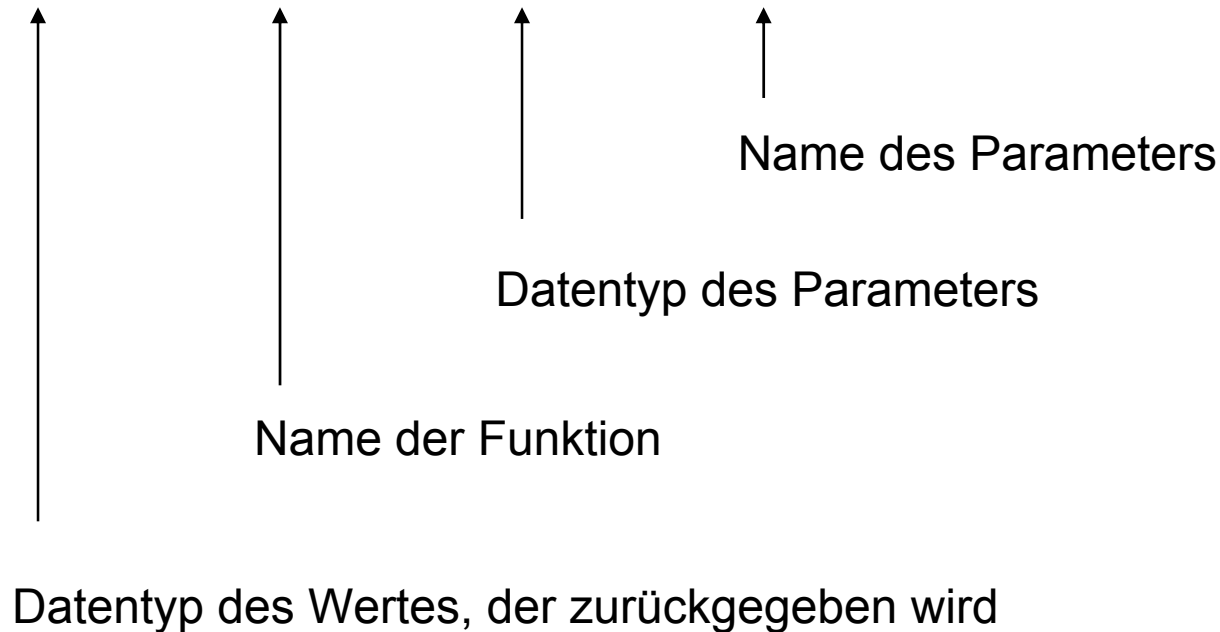 Name des Parameters
Datentyp des Parameters
Name der Funktion
Datentyp des Wertes, der zurückgegeben wird